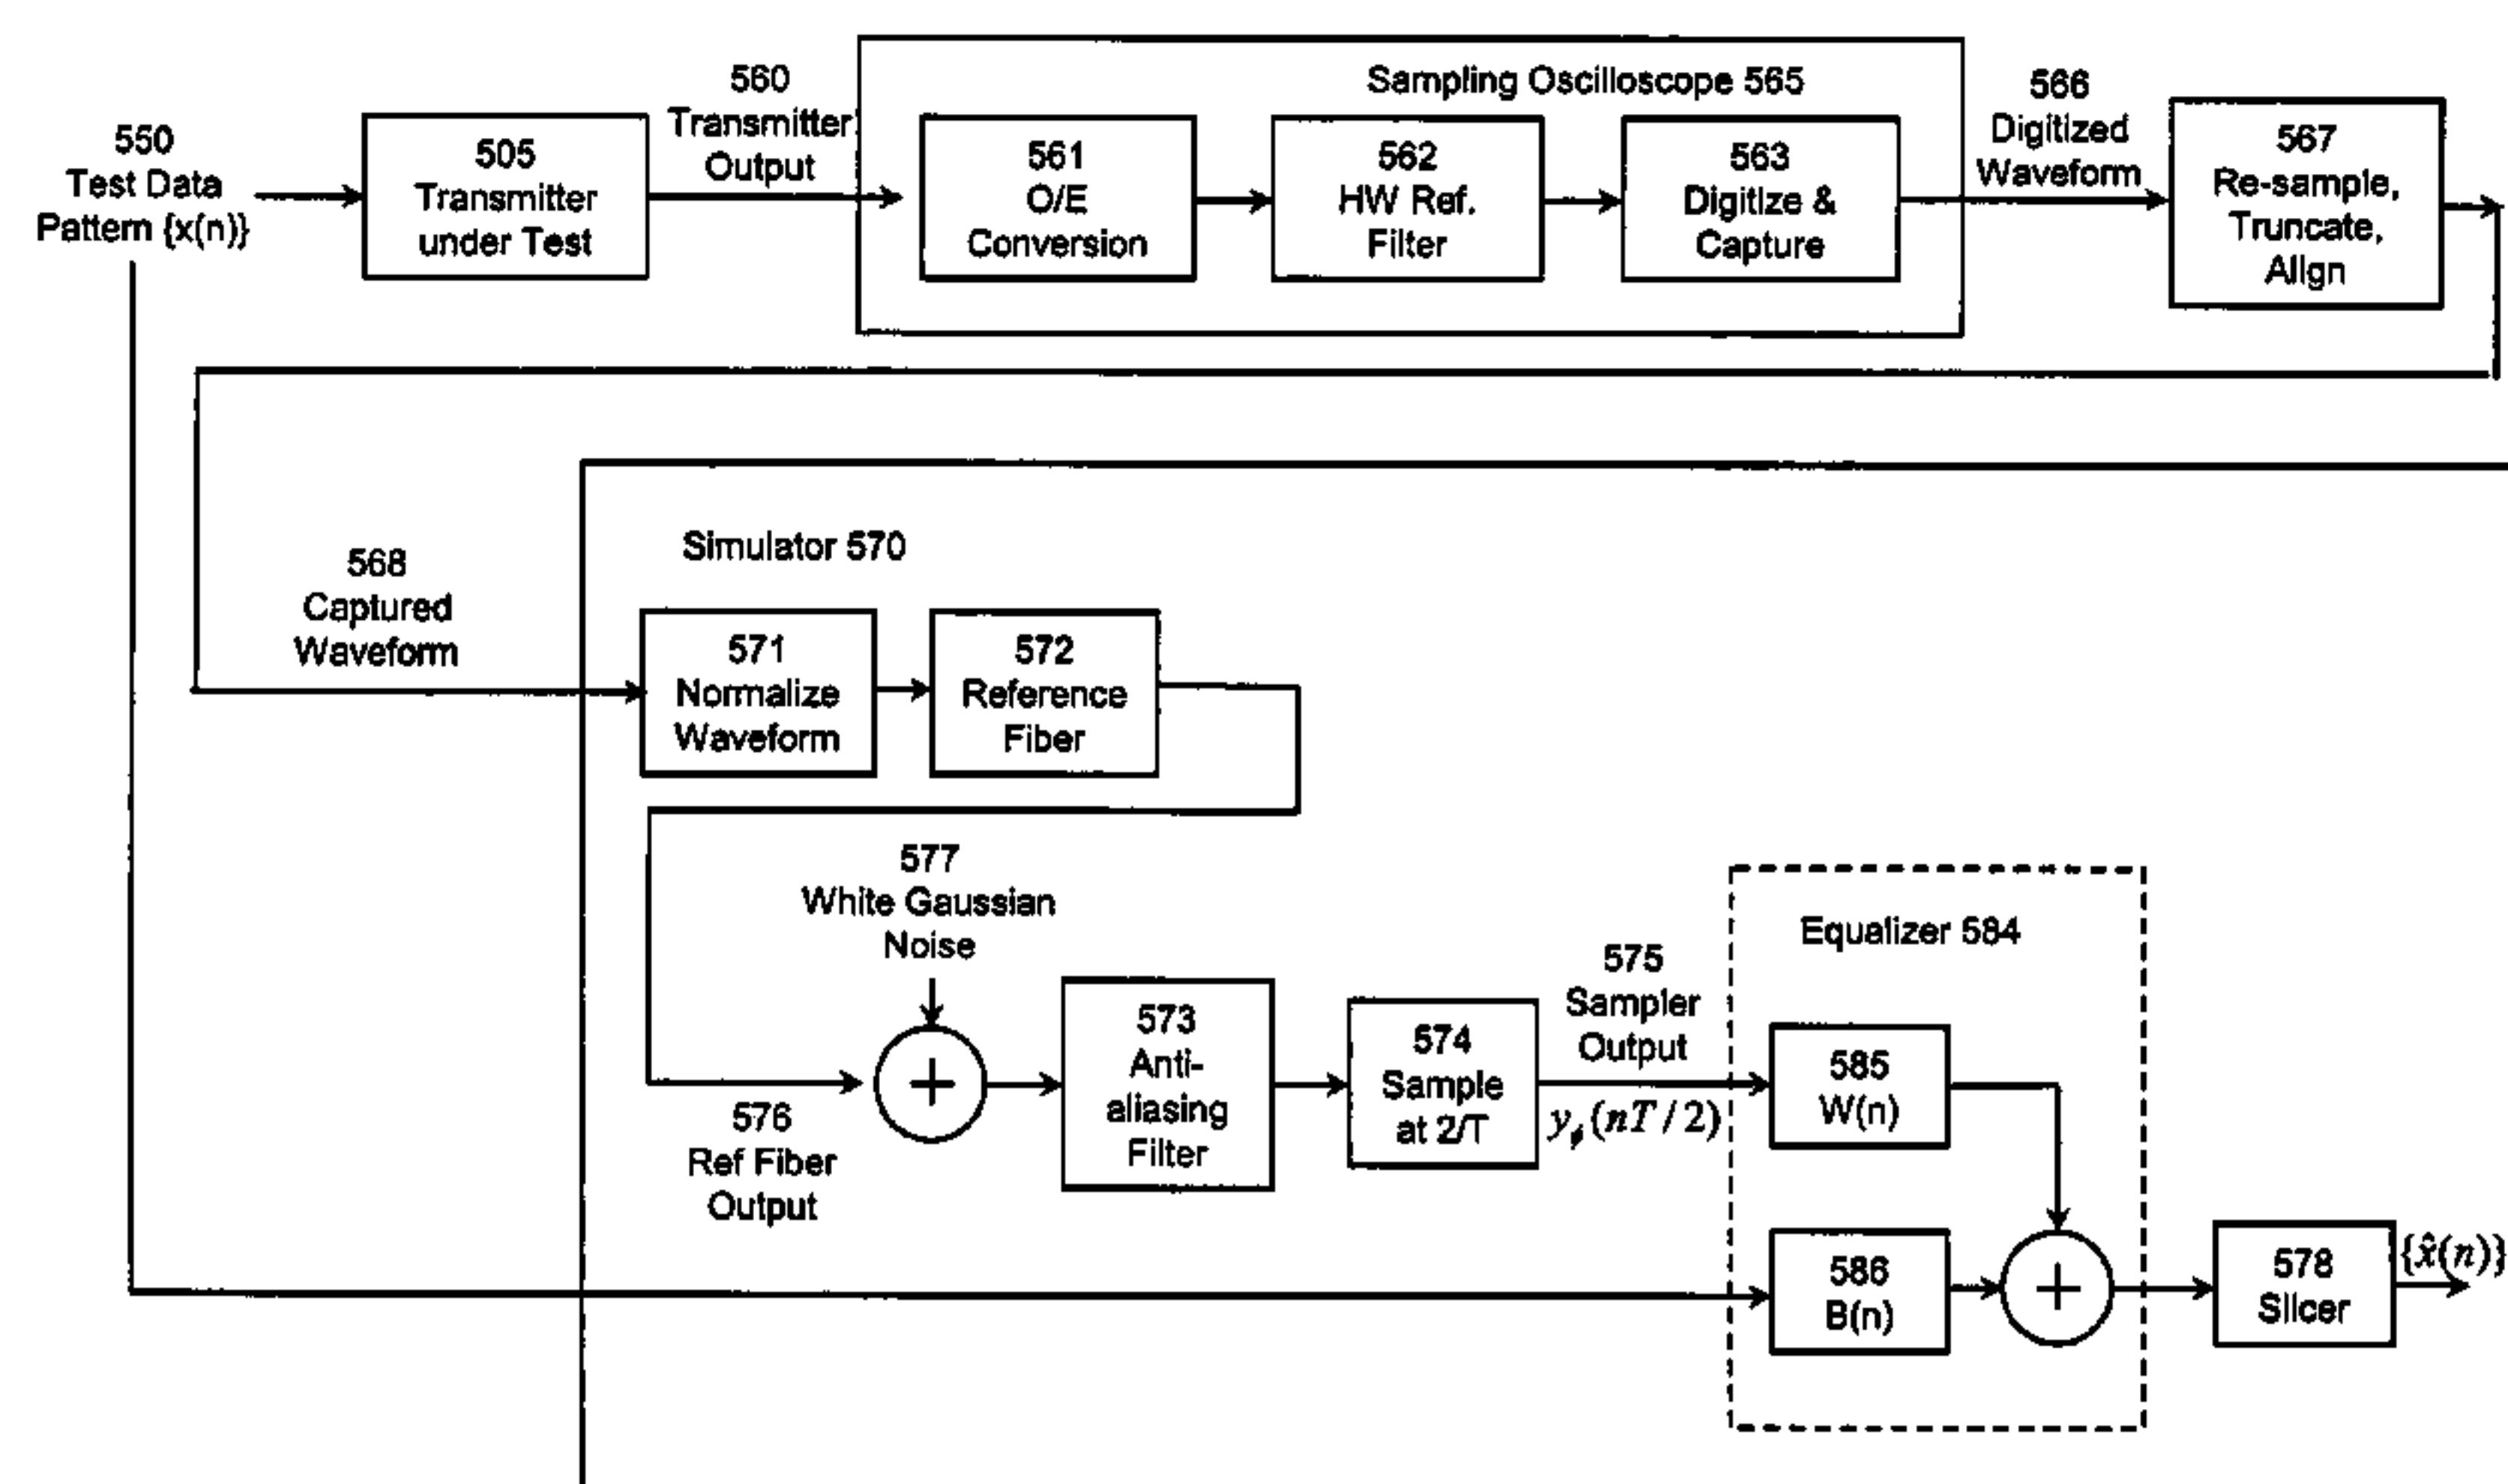 550
Test Data
Pattern {x(n)}
505
Transmitter
under Test
560
Transmitter
Output
Sampling Oscilloscope 565
561
O/E
Conversion
562
HW Ref.
Filter
563
Digitize &
Capture
566
Digitized
Waveform
567
Re-sample,
Truncate,
Align
568
Captured
Waveform
Simulator 570
571
Normalize
Waveform
572
Reference
Fiber
577
White Gaussian
Noise
+
576
Ref Fiber
Output
573
Anti-
aliasing
Filter
574
Sample
at 2/T
575
Sampler
Output
y_ϕ(nT/2)
Equalizer 584
585
W(n)
586
B(n)
+
578
Slicer
{x̂(n)}